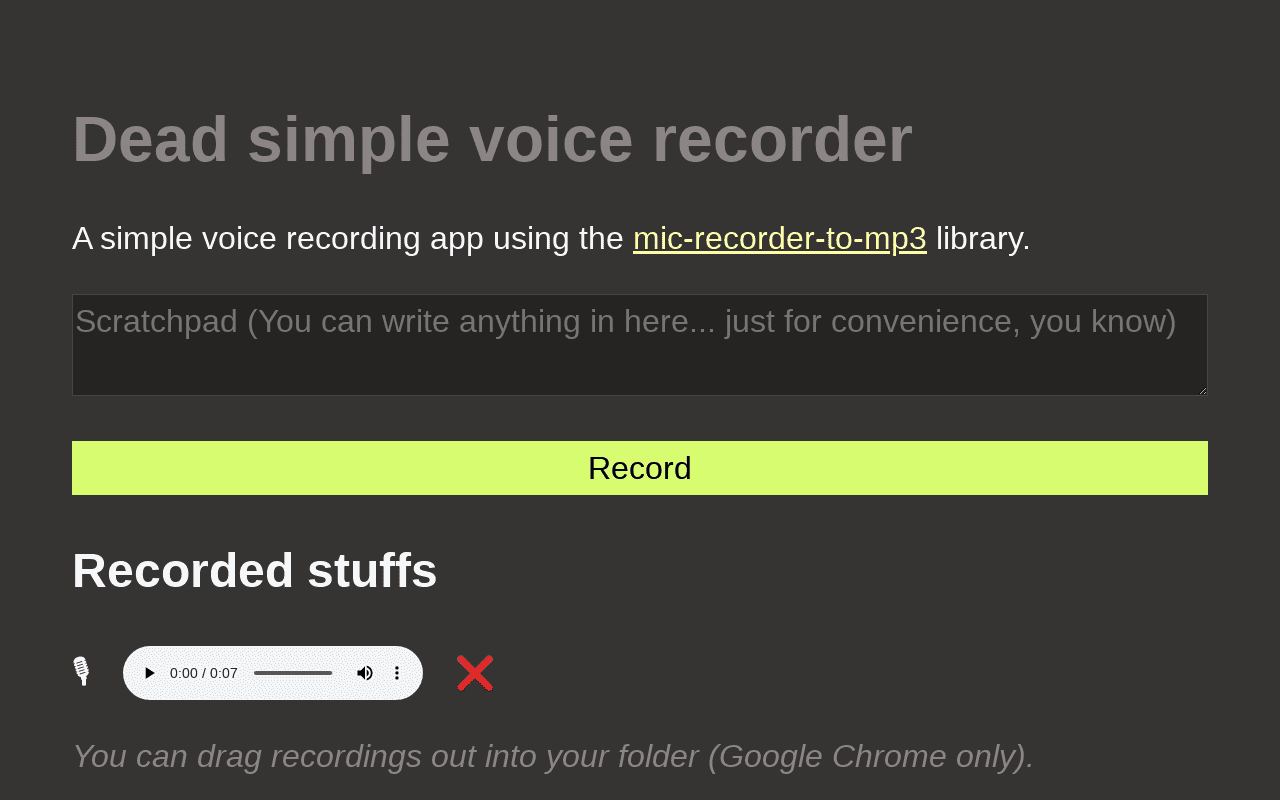 Dead simple voice recorder
A simple voice recording app using the mic-recorder-to-mp3 library.
Scratchpad (You can write anything in here... just for convenience, you know)
Record
Recorded stuffs
0:00 / 0:07
You can drag recordings out into your folder (Google Chrome only).